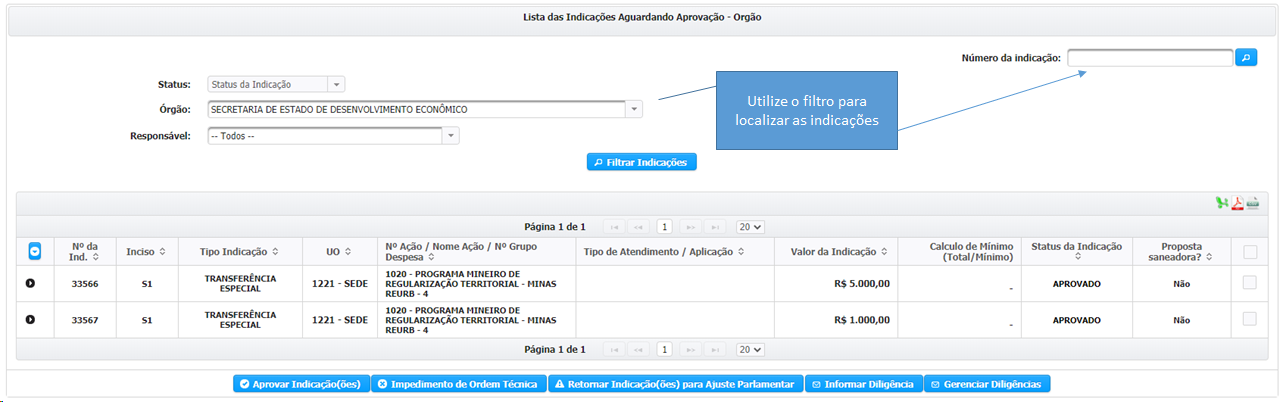 Lista das Indicações Aguardando Aprovação - Orgão
Número da indicação:
Status: Status da Indicação
Órgão: SECRETARIA DE ESTADO DE DESENVOLVIMENTO ECONÔMICO
Responsável: -- Todos --
Utilize o filtro para
localizar as indicações
Filtrar Indicações
Página 1 de 1 1 20
Nº da
Ind.
Inciso
Tipo Indicação
UO
Nº Ação / Nome Ação / Nº Grupo
Despesa
Tipo de Atendimento / Aplicação
Valor da Indicação
Calculo de Mínimo
(Total/Mínimo)
Status da Indicação
Proposta
saneadora?
33566
S1
TRANSFERÊNCIA
ESPECIAL
1221 - SEDE
1020 - PROGRAMA MINEIRO DE
REGULARIZAÇÃO TERRITORIAL - MINAS
REURB - 4
R$ 5.000,00
-
APROVADO
Não
33567
S1
TRANSFERÊNCIA
ESPECIAL
1221 - SEDE
1020 - PROGRAMA MINEIRO DE
REGULARIZAÇÃO TERRITORIAL - MINAS
REURB - 4
R$ 1.000,00
-
APROVADO
Não
Página 1 de 1 1 20
Aprovar Indicação(ões) Impedimento de Ordem Técnica Retornar Indicação(ões) para Ajuste Parlamentar Informar Diligência Gerenciar Diligências